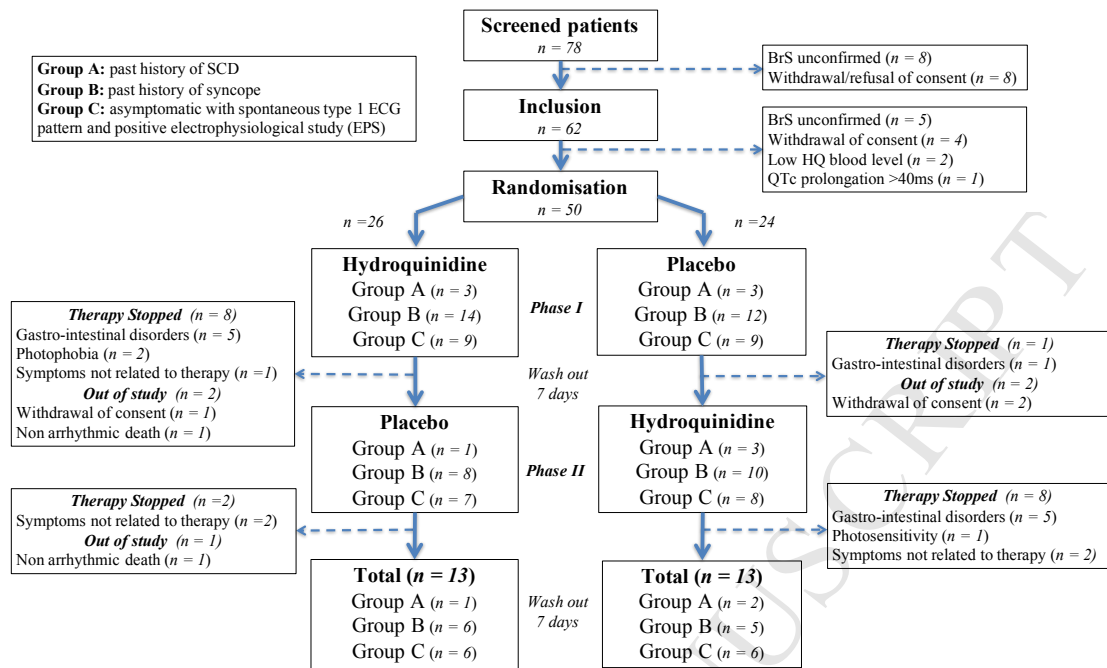 Screened patients
n = 78
Group A: past history of SCD
Group B: past history of syncope
Group C: asymptomatic with spontaneous type 1 ECG
pattern and positive electrophysiological study (EPS)
BrS unconfirmed (n = 8)
Withdrawal/refusal of consent (n = 8)
Inclusion
n = 62
BrS unconfirmed (n = 5)
Withdrawal of consent (n = 4)
Low HQ blood level (n = 2)
QTc prolongation >40ms (n = 1)
Randomisation
n = 50
n =26
n =24
Hydroquinidine
Group A (n = 3)
Group B (n = 14)
Group C (n = 9)
Phase I
Placebo
Group A (n = 3)
Group B (n = 12)
Group C (n = 9)
Therapy Stopped (n = 8)
Gastro-intestinal disorders (n = 5)
Photophobia (n = 2)
Symptoms not related to therapy (n =1)
Out of study (n = 2)
Withdrawal of consent (n = 1)
Non arrhythmic death (n = 1)
Wash out
7 days
Therapy Stopped (n = 1)
Gastro-intestinal disorders (n = 1)
Out of study (n = 2)
Withdrawal of consent (n = 2)
Placebo
Group A (n = 1)
Group B (n = 8)
Group C (n = 7)
Phase II
Hydroquinidine
Group A (n = 3)
Group B (n = 10)
Group C (n = 8)
Therapy Stopped (n =2)
Symptoms not related to therapy (n =2)
Out of study (n = 1)
Non arrhythmic death (n = 1)
Therapy Stopped (n = 8)
Gastro-intestinal disorders (n = 5)
Photosensitivity (n = 1)
Symptoms not related to therapy (n = 2)
Total (n = 13)
Group A (n = 1)
Group B (n = 6)
Group C (n = 6)
Wash out
7 days
Total (n = 13)
Group A (n = 2)
Group B (n = 5)
Group C (n = 6)
USCRIPT